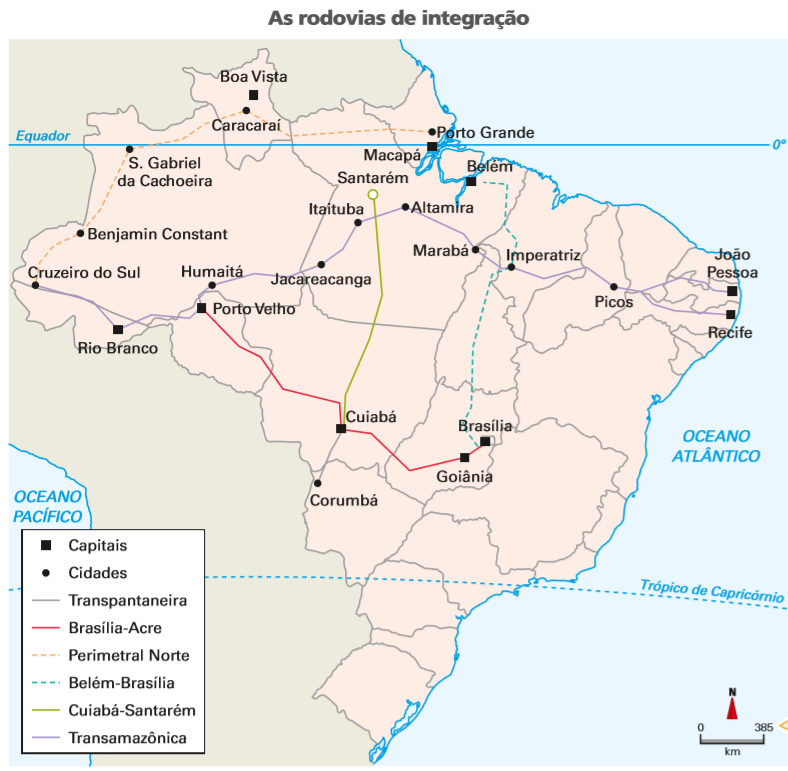 As rodovias de integração
Boa Vista
Equador
Caracaraí
Porto Grande
0º
S. Gabriel
da Cachoeira
Macapá
Belém
Santarém
Itaituba
Altamira
Benjamin Constant
Marabá
Imperatriz
João
Pessoa
Cruzeiro do Sul
Humaitá
Jacareacanga
Picos
Porto Velho
Recife
Rio Branco
Cuiabá
Brasília
OCEANO
ATLÂNTICO
Goiânia
Corumbá
OCEANO
PACÍFICO
Capitais
Cidades
Transpantaneira
Brasília-Acre
Perimetral Norte
Belém-Brasília
Cuiabá-Santarém
Transamazônica
Trópico de Capricórnio
N
0 385
km